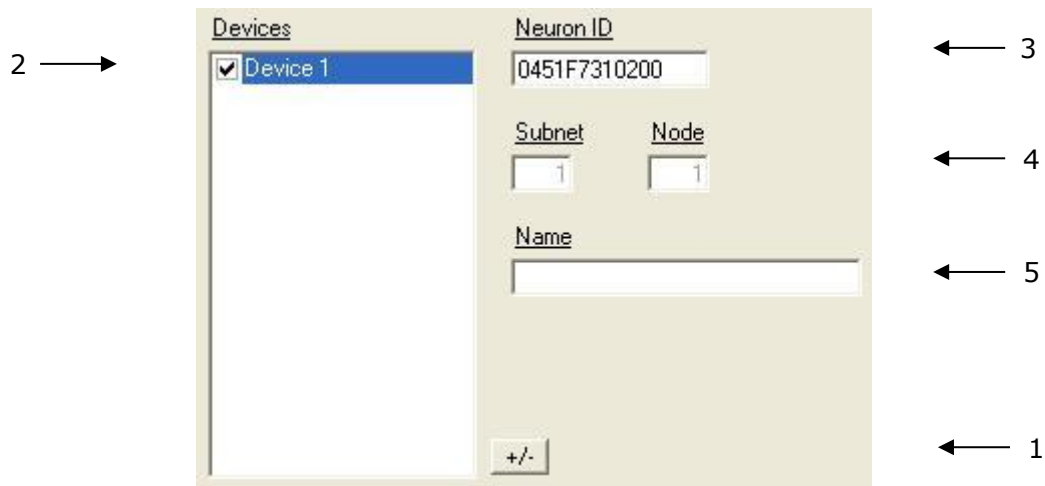 Devices
Neuron ID
3
2
Device 1
0451F7310200
Subnet
Node
4
1
1
Name
5
+/-
1